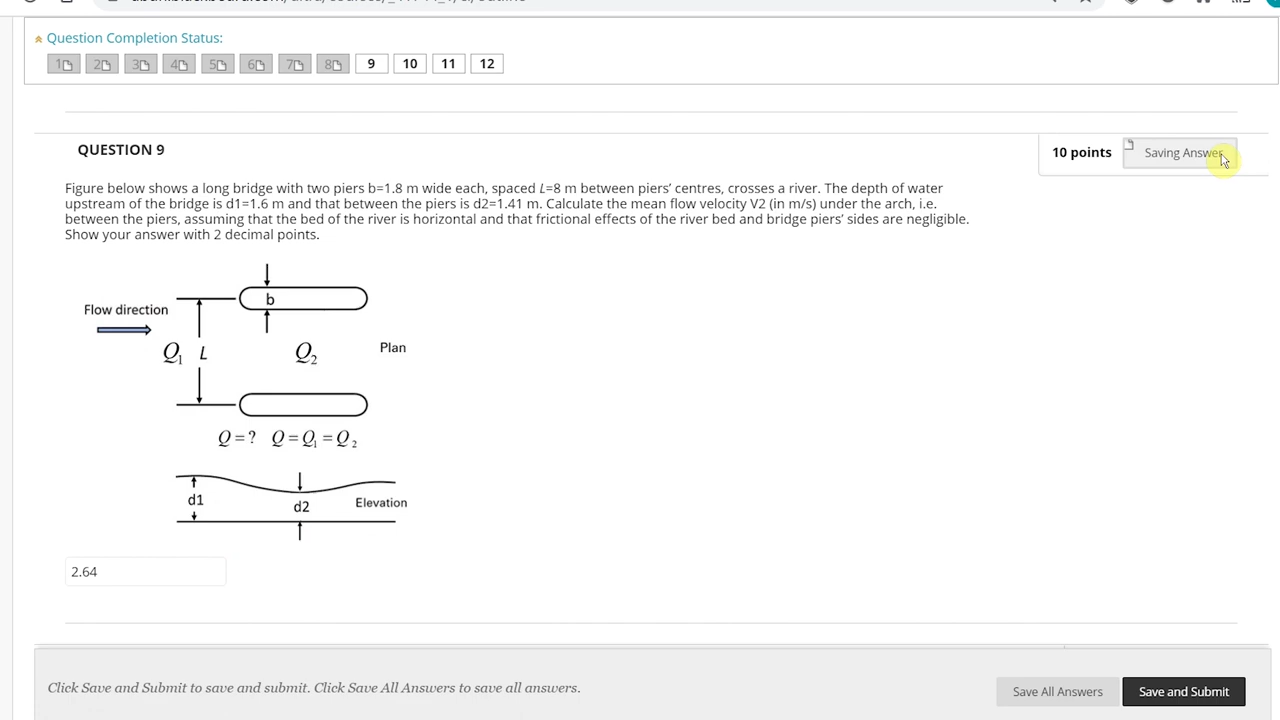 Question Completion Status:
1 2 3 4 5 6 7 8 9 10 11 12
QUESTION 9
10 points
Saving Answer
Figure below shows a long bridge with two piers b=1.8 m wide each, spaced L=8 m between piers' centres, crosses a river. The depth of water
upstream of the bridge is d1=1.6 m and that between the piers is d2=1.41 m. Calculate the mean flow velocity V2 (in m/s) under the arch, i.e.
between the piers, assuming that the bed of the river is horizontal and that frictional effects of the river bed and bridge piers' sides are negligible.
Show your answer with 2 decimal points.
b
Flow direction
Q1 L Q2 Plan
Q = ? Q = Q1 = Q2
d1 d2 Elevation
2.64
Click Save and Submit to save and submit. Click Save All Answers to save all answers.
Save All Answers
Save and Submit